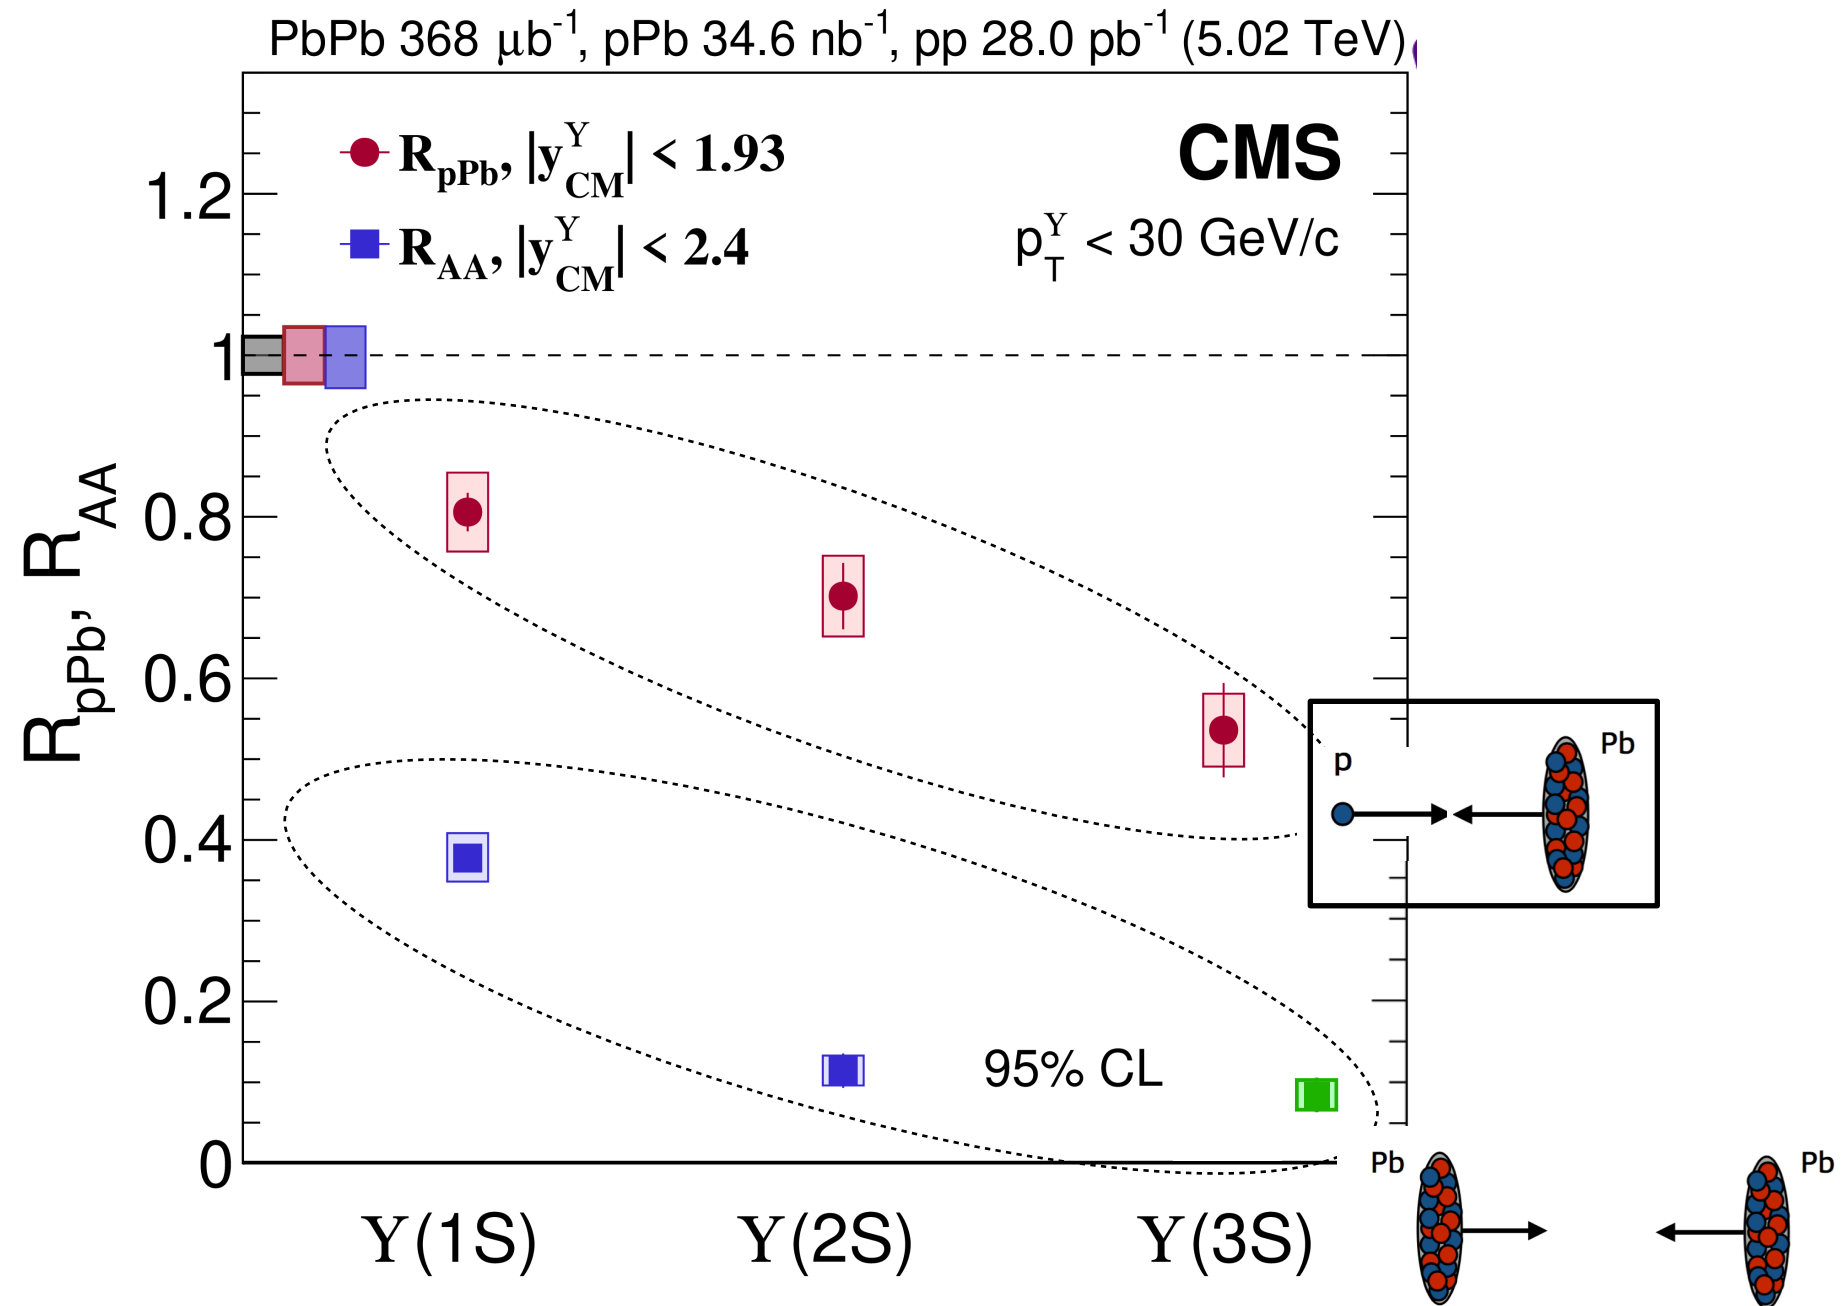 PbPb 368 μb⁻¹, pPb 34.6 nb⁻¹, pp 28.0 pb⁻¹ (5.02 TeV)
R_pPb, |y^Υ_CM| < 1.93
CMS
R_AA, |y^Υ_CM| < 2.4
p^Υ_T < 30 GeV/c
1.2
1
0.8
0.6
0.4
0.2
0
R_pPb, R_AA
p
Pb
95% CL
Pb
Pb
Υ(1S) Υ(2S) Υ(3S)